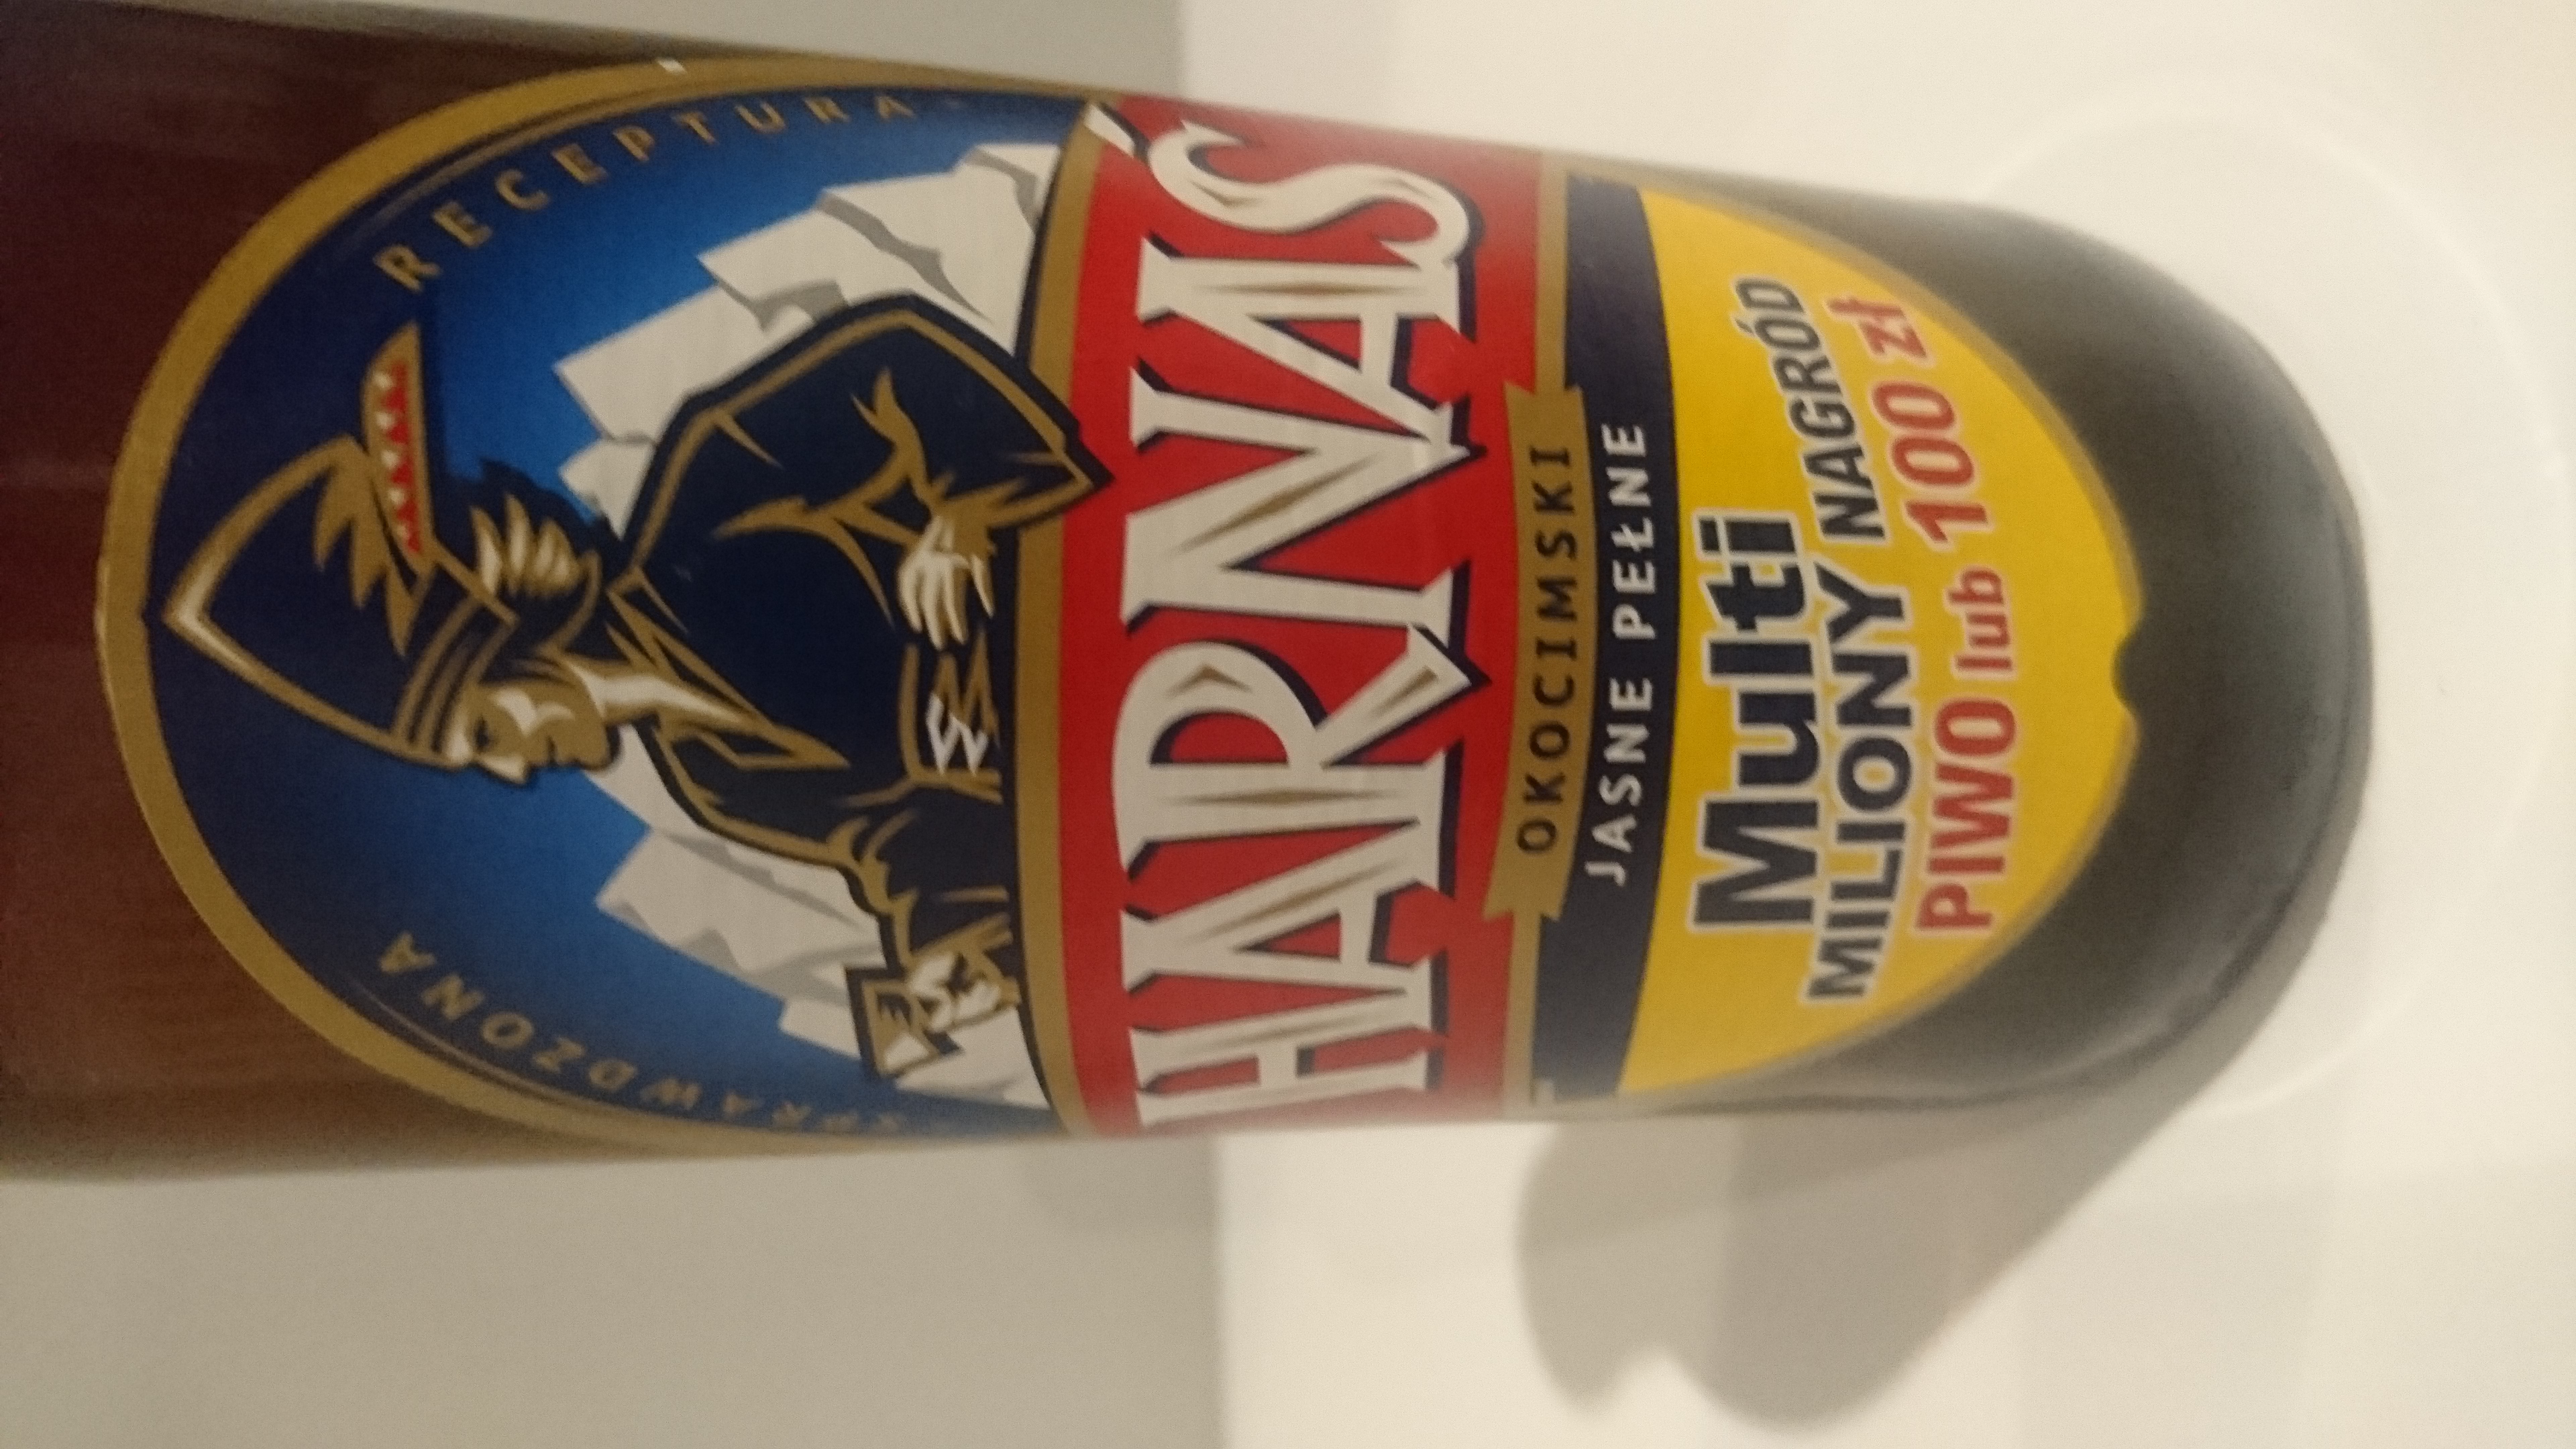 SPRAWDZONA RECEPTURA
HARNAŚ
OKOCIMSKI
JASNE PEŁNE
Multi
MILIONY NAGRÓD
PIWO lub 100 zł